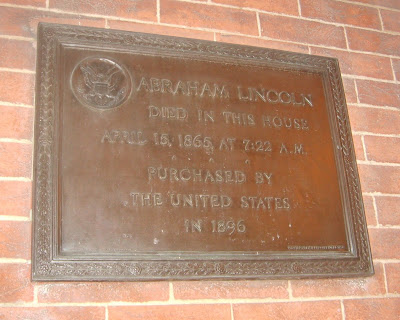 ABRAHAM LINCOLN
DIED IN THIS HOUSE
APRIL 15, 1865, AT 7:22 A.M.
PURCHASED BY
THE UNITED STATES
IN 1896